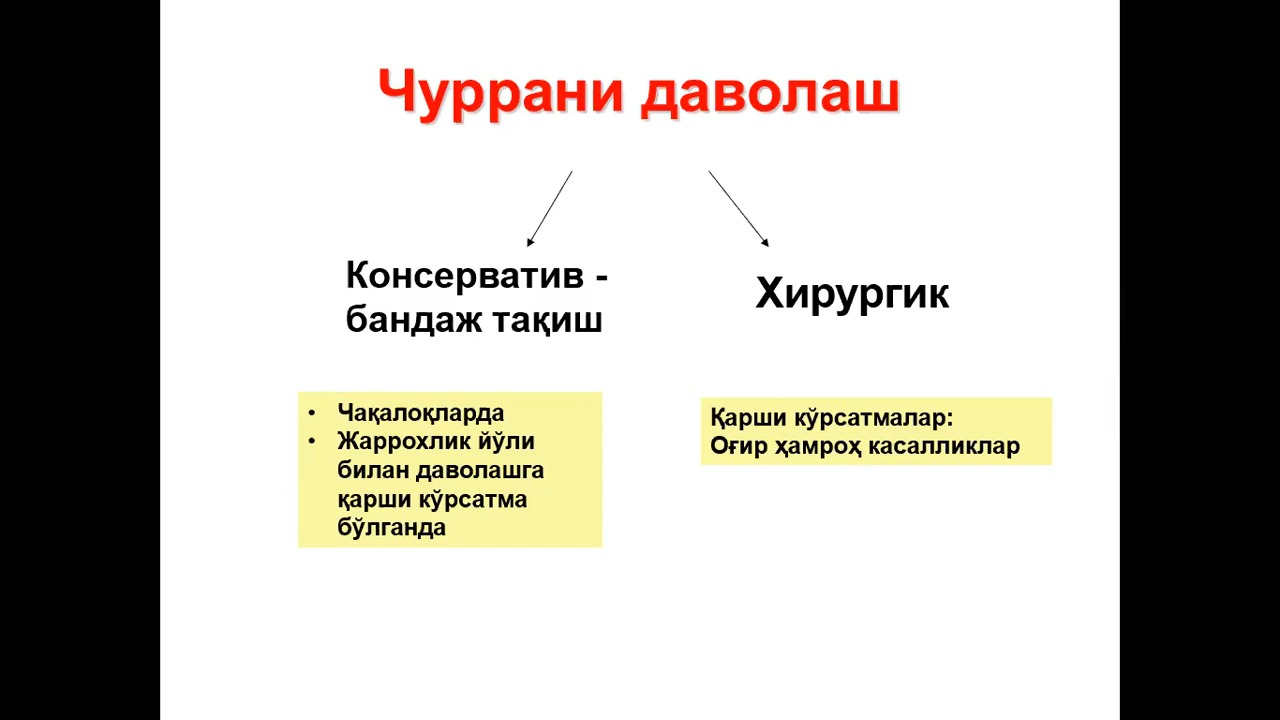 Чуррани даволаш
Консерватив -
бандаж тақиш
Хирургик
• Чақалоқларда
• Жаррохлик йўли
билан даволашга
қарши кўрсатма
бўлганда
Қарши кўрсатмалар:
Оғир ҳамроҳ касалликлар